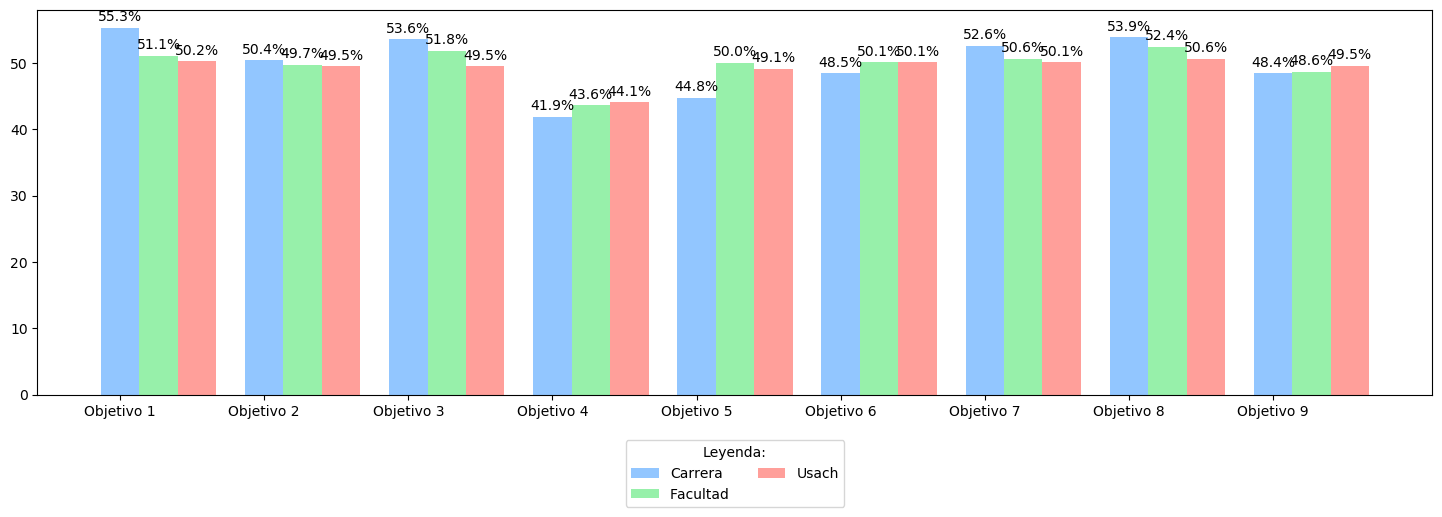 55.3% 51.1% 50.2% 50.4% 49.7% 49.5% 53.6% 51.8% 49.5% 41.9% 43.6% 44.1% 44.8% 50.0% 49.1% 48.5% 50.1% 50.1% 52.6% 50.6% 50.1% 53.9% 52.4% 50.6% 48.4% 48.6% 49.5%
50
40
30
20
10
0
Objetivo 1 Objetivo 2 Objetivo 3 Objetivo 4 Objetivo 5 Objetivo 6 Objetivo 7 Objetivo 8 Objetivo 9
Leyenda:
Carrera Usach
Facultad